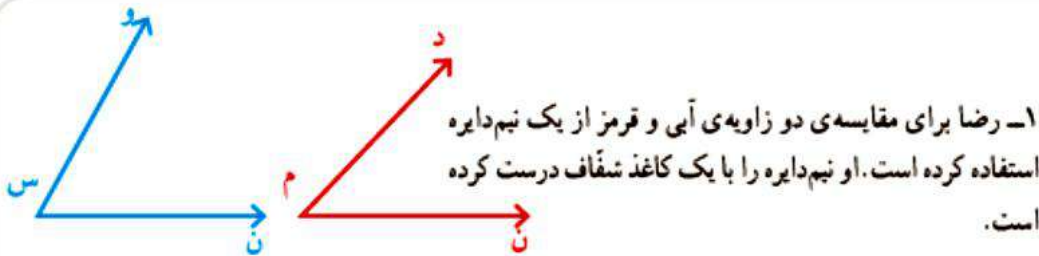 ۱ــ رضا برای مقایسه‌ی دو زاویه‌ی آبی و قرمز از یک نیم‌دایره
استفاده کرده است. او نیم‌دایره را با یک کاغذ شفّاف درست کرده
است.
د
م
ن
و
س
ن